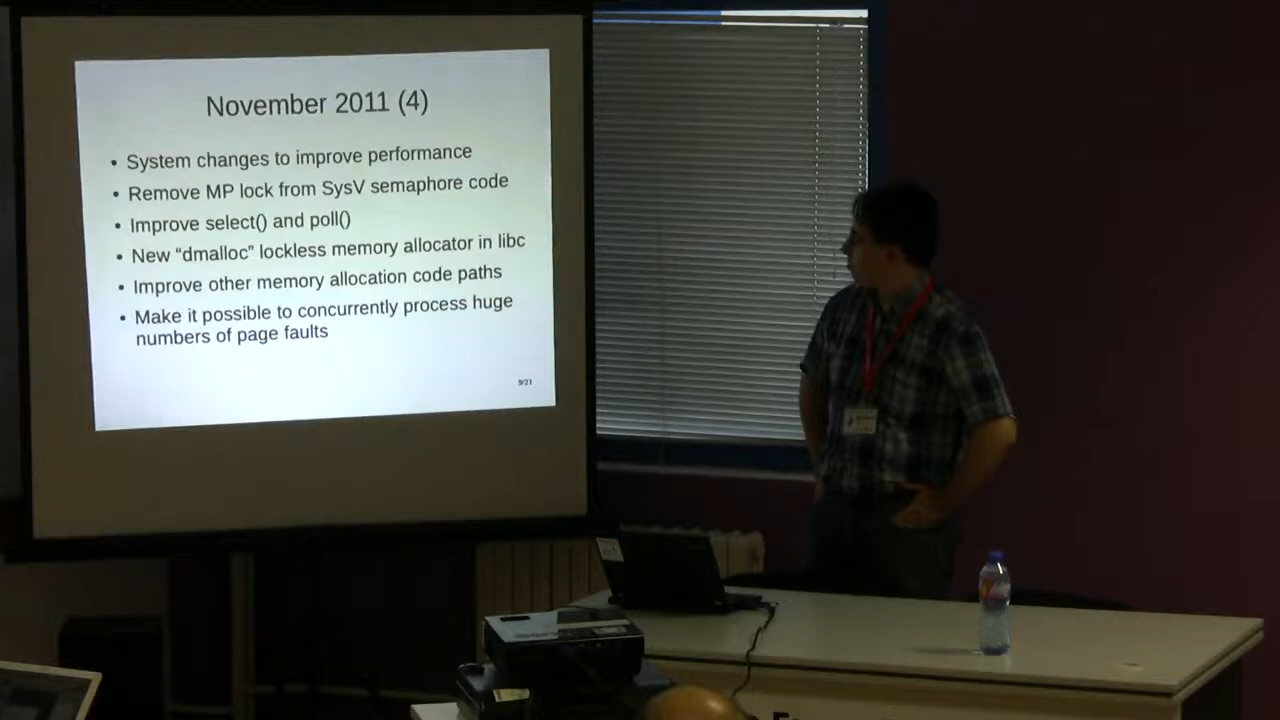 November 2011 (4)
• System changes to improve performance
• Remove MP lock from SysV semaphore code
• Improve select() and poll()
• New “dmalloc” lockless memory allocator in libc
• Improve other memory allocation code paths
• Make it possible to concurrently process huge
numbers of page faults
9/21